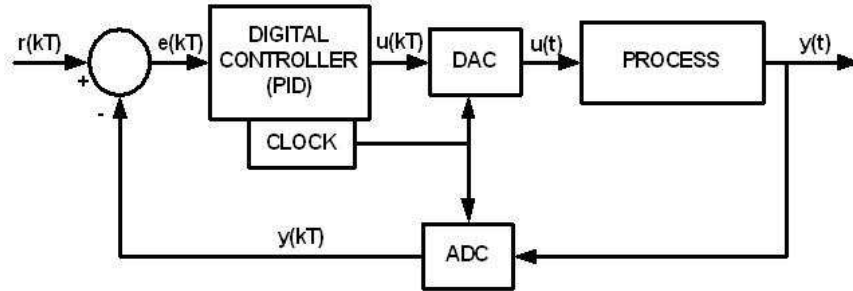 r(kT)
+
-
e(kT)
DIGITAL
CONTROLLER
(PID)
CLOCK
u(kT)
DAC
u(t)
PROCESS
y(t)
y(kT)
ADC